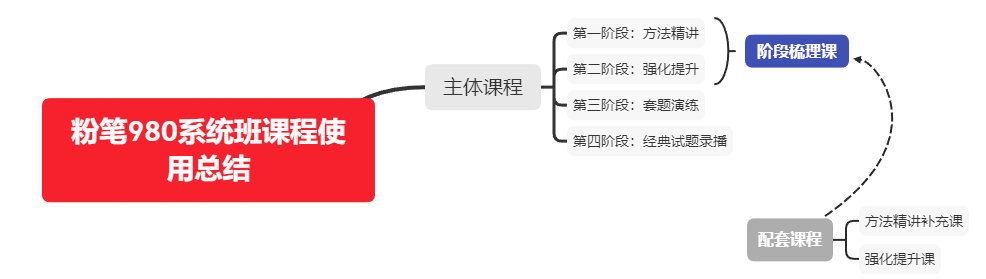 粉笔980系统班课程使
用总结
主体课程
第一阶段：方法精讲
第二阶段：强化提升
第三阶段：套题演练
第四阶段：经典试题录播
阶段梳理课
配套课程
方法精讲补充课
强化提升课